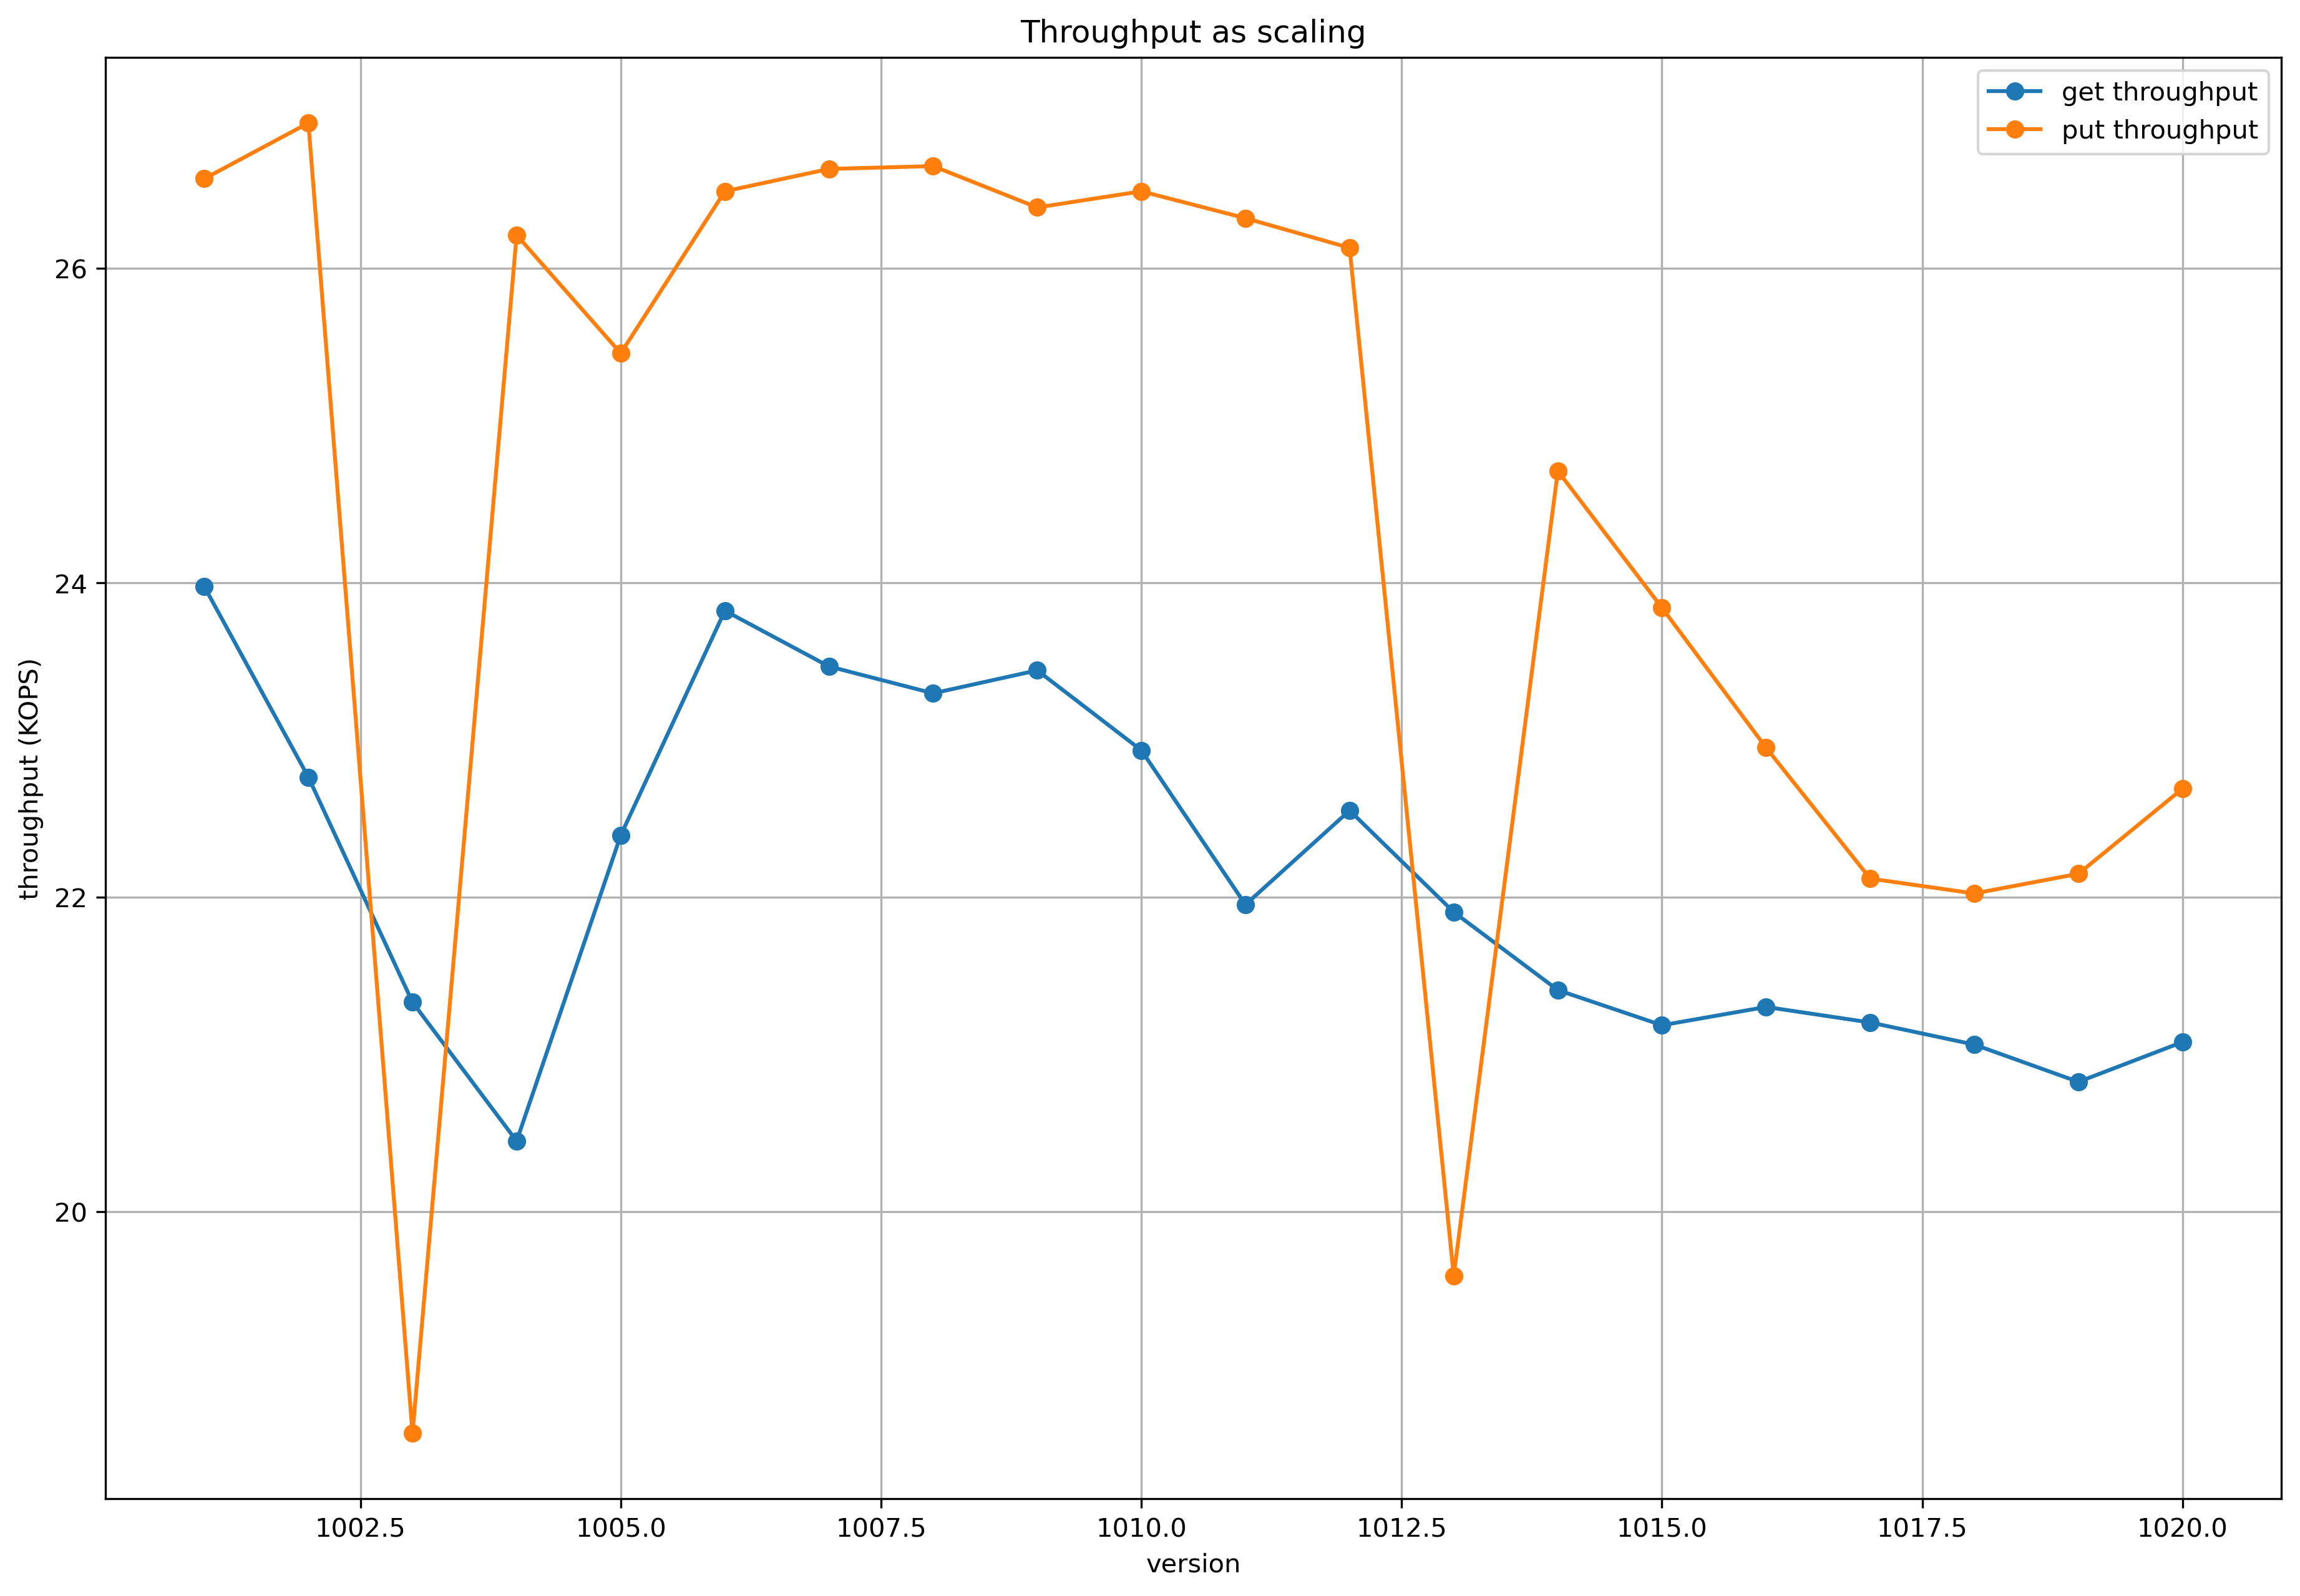 Throughput as scaling
get throughput
put throughput
throughput (KOPS)
26
24
22
20
1002.5 1005.0 1007.5 1010.0 1012.5 1015.0 1017.5 1020.0
version